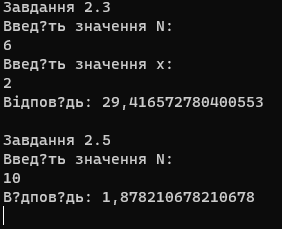 Завдання 2.3
Введ?ть значення N:
6
Введ?ть значення x:
2
Відпов?дь: 29,416572780400553
Завдання 2.5
Введ?ть значення N:
10
В?дпов?дь: 1,878210678210678